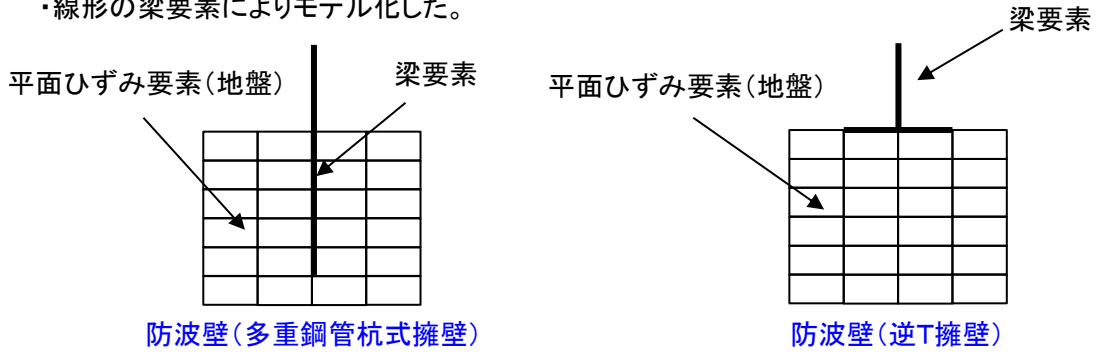 ・線形の梁要素によりモデル化した。
平面ひずみ要素(地盤)
梁要素
防波壁(多重鋼管杭式擁壁)
梁要素
平面ひずみ要素(地盤)
防波壁(逆T擁壁)